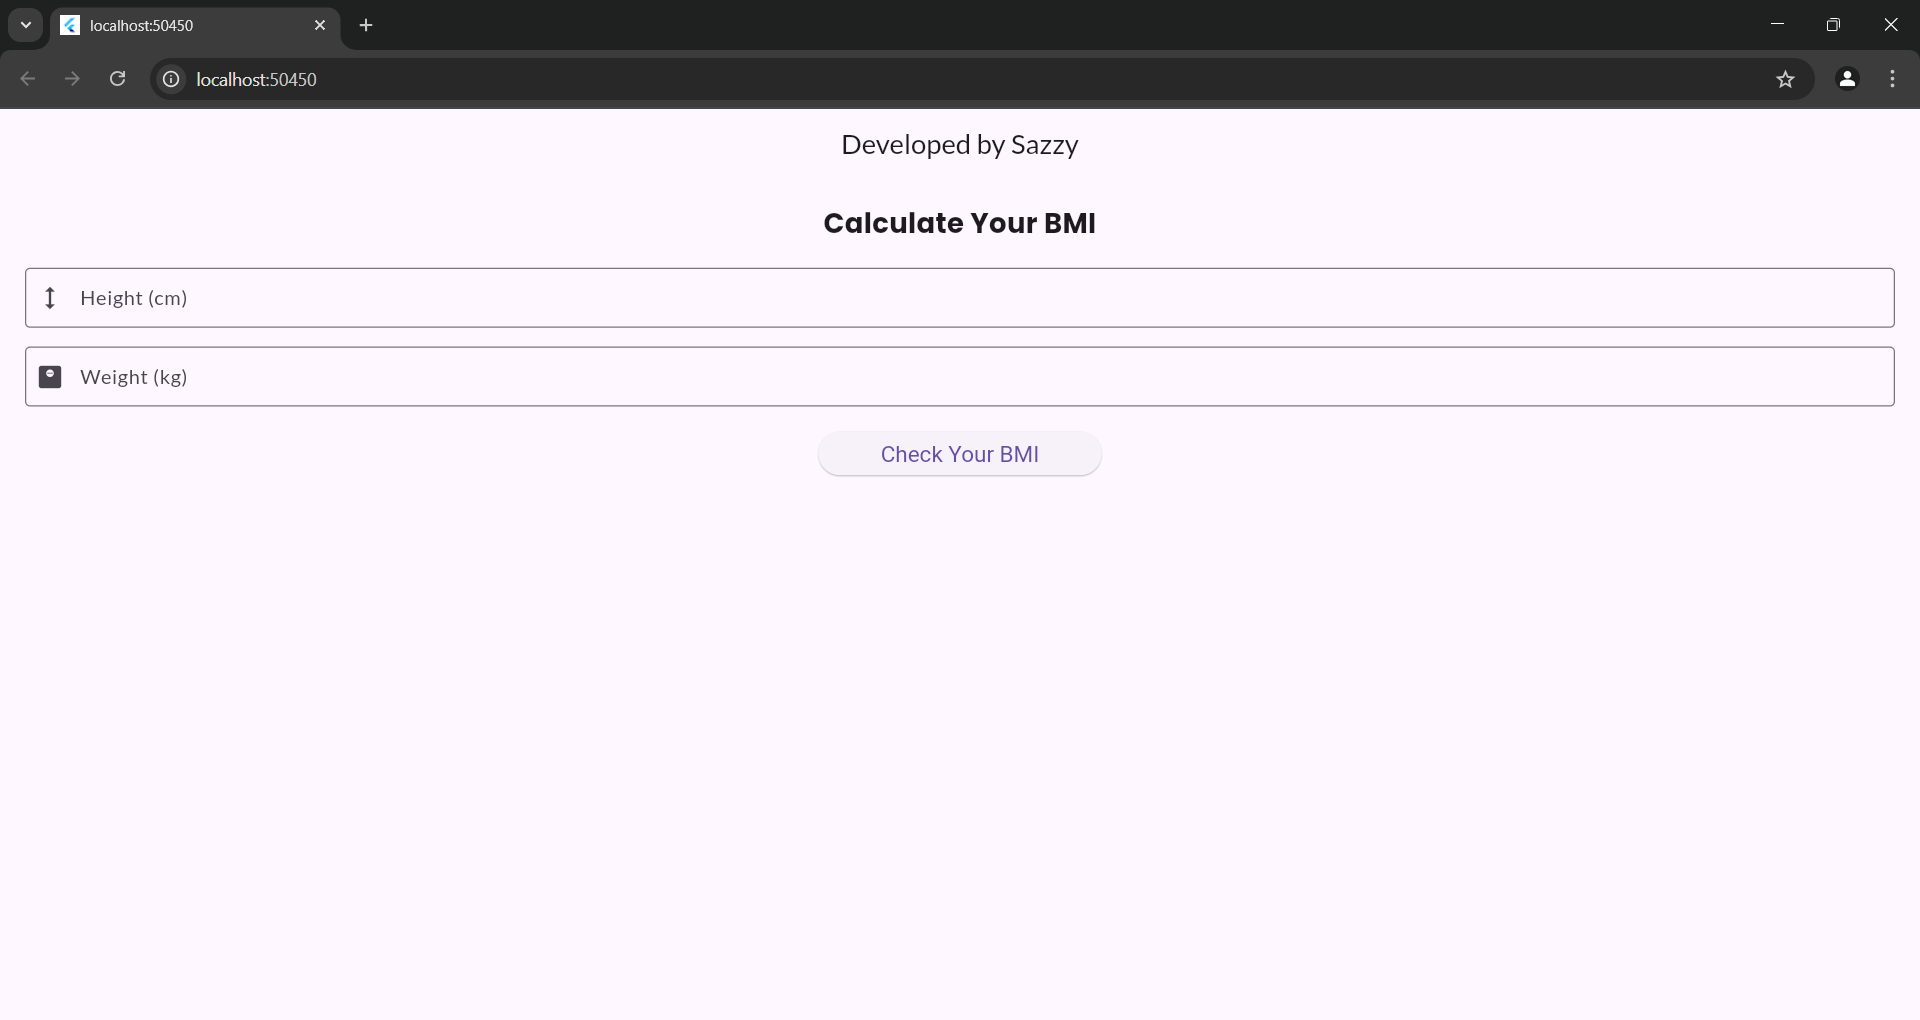 localhost:50450
localhost:50450
Developed by Sazzy
Calculate Your BMI
Height (cm)
Weight (kg)
Check Your BMI